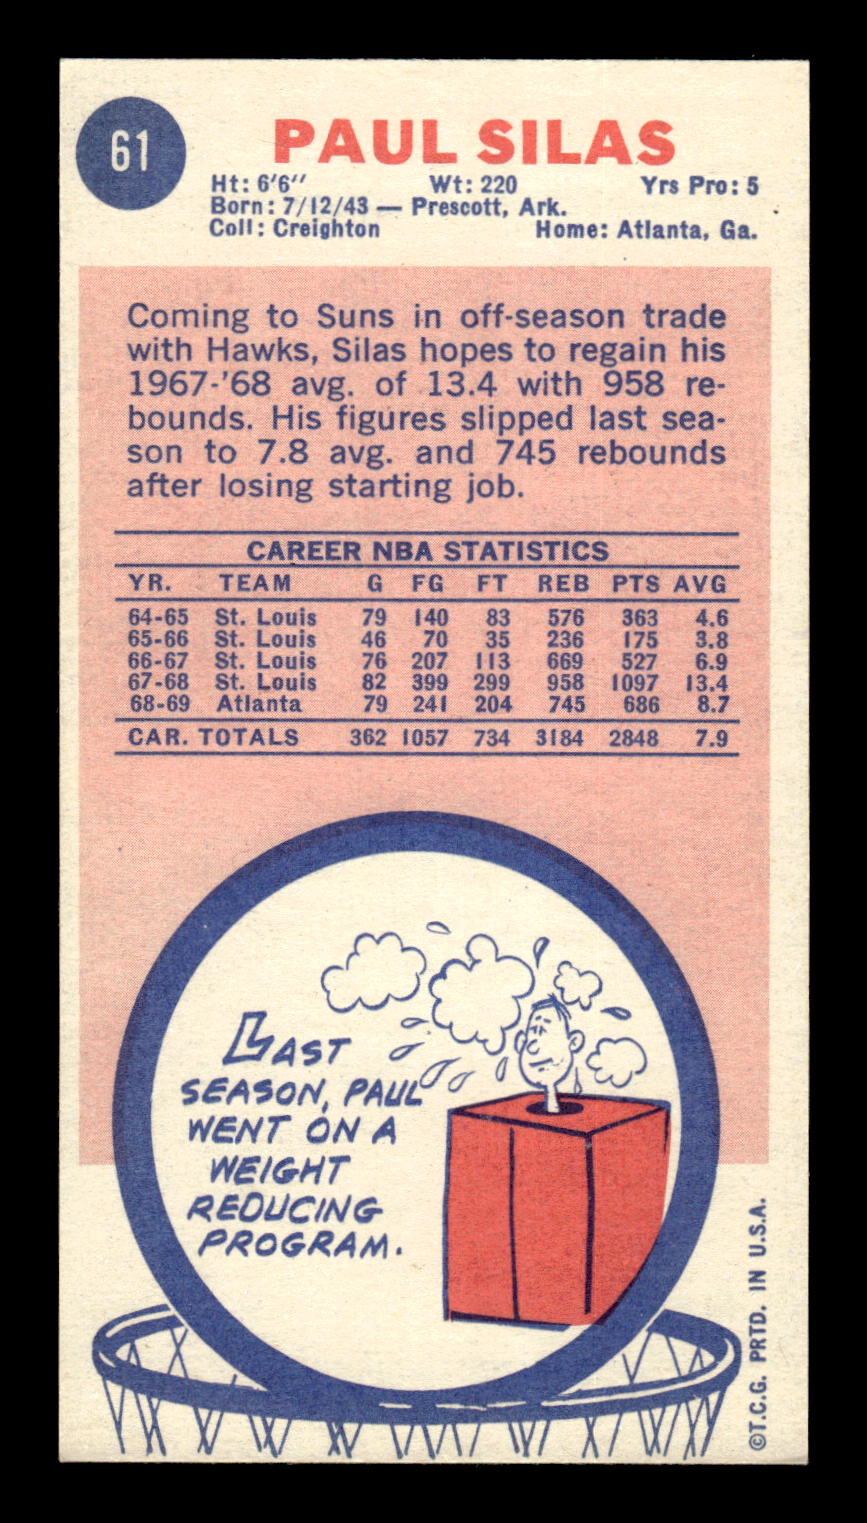 61
PAUL SILAS
Ht: 6'6" Wt: 220 Yrs Pro: 5
Born: 7/12/43 — Prescott, Ark.
Coll: Creighton Home: Atlanta, Ga.
Coming to Suns in off-season trade
with Hawks, Silas hopes to regain his
1967-'68 avg. of 13.4 with 958 re-
bounds. His figures slipped last sea-
son to 7.8 avg. and 745 rebounds
after losing starting job.
CAREER NBA STATISTICS
YR. TEAM G FG FT REB PTS AVG
64-65 St. Louis 79 140 83 576 363 4.6
65-66 St. Louis 46 70 35 236 175 3.8
66-67 St. Louis 76 207 113 669 527 6.9
67-68 St. Louis 82 399 299 958 1097 13.4
68-69 Atlanta 79 241 204 745 686 8.7
CAR. TOTALS 362 1057 734 3184 2848 7.9
LAST
SEASON, PAUL
WENT ON A
WEIGHT
REDUCING
PROGRAM.
©T.C.G. PRTD. IN U.S.A.